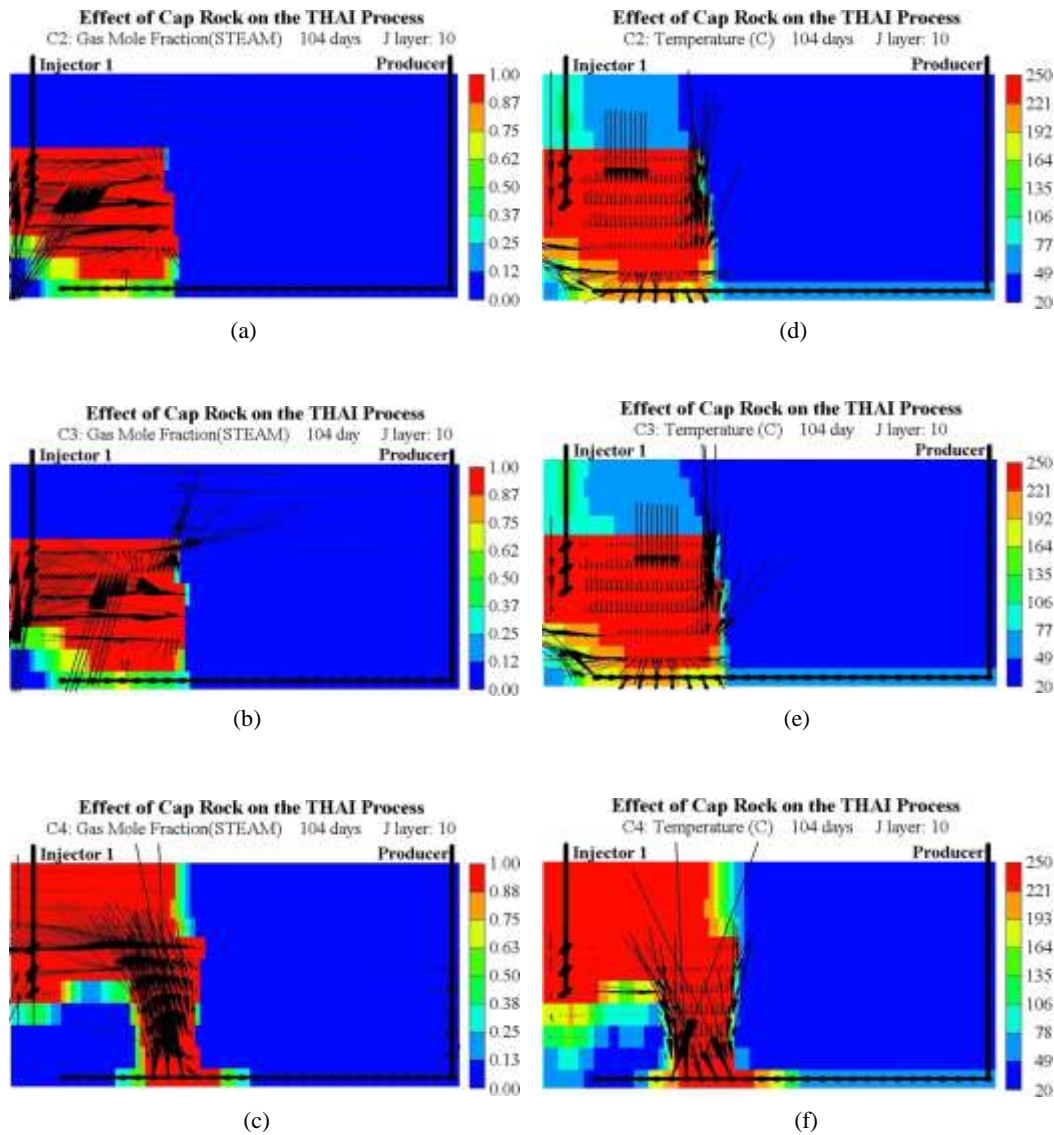 Effect of Cap Rock on the THAI Process
C2: Gas Mole Fraction(STEAM) 104 days J layer: 10
Injector 1 Producer
1.00
0.87
0.75
0.62
0.50
0.37
0.25
0.12
0.00
(a)
Effect of Cap Rock on the THAI Process
C2: Temperature (C) 104 days J layer: 10
Injector 1 Producer
250
221
192
164
135
106
77
49
20
(d)
Effect of Cap Rock on the THAI Process
C3: Gas Mole Fraction(STEAM) 104 day J layer: 10
Injector 1 Producer
1.00
0.87
0.75
0.62
0.50
0.37
0.25
0.12
0.00
(b)
Effect of Cap Rock on the THAI Process
C3: Temperature (C) 104 day J layer: 10
Injector 1 Producer
250
221
192
164
135
106
77
49
20
(e)
Effect of Cap Rock on the THAI Process
C4: Gas Mole Fraction(STEAM) 104 days J layer: 10
Injector 1 Producer
1.00
0.88
0.75
0.63
0.50
0.38
0.25
0.13
0.00
(c)
Effect of Cap Rock on the THAI Process
C4: Temperature (C) 104 days J layer: 10
Injector 1 Producer
250
221
193
164
135
106
78
49
20
(f)